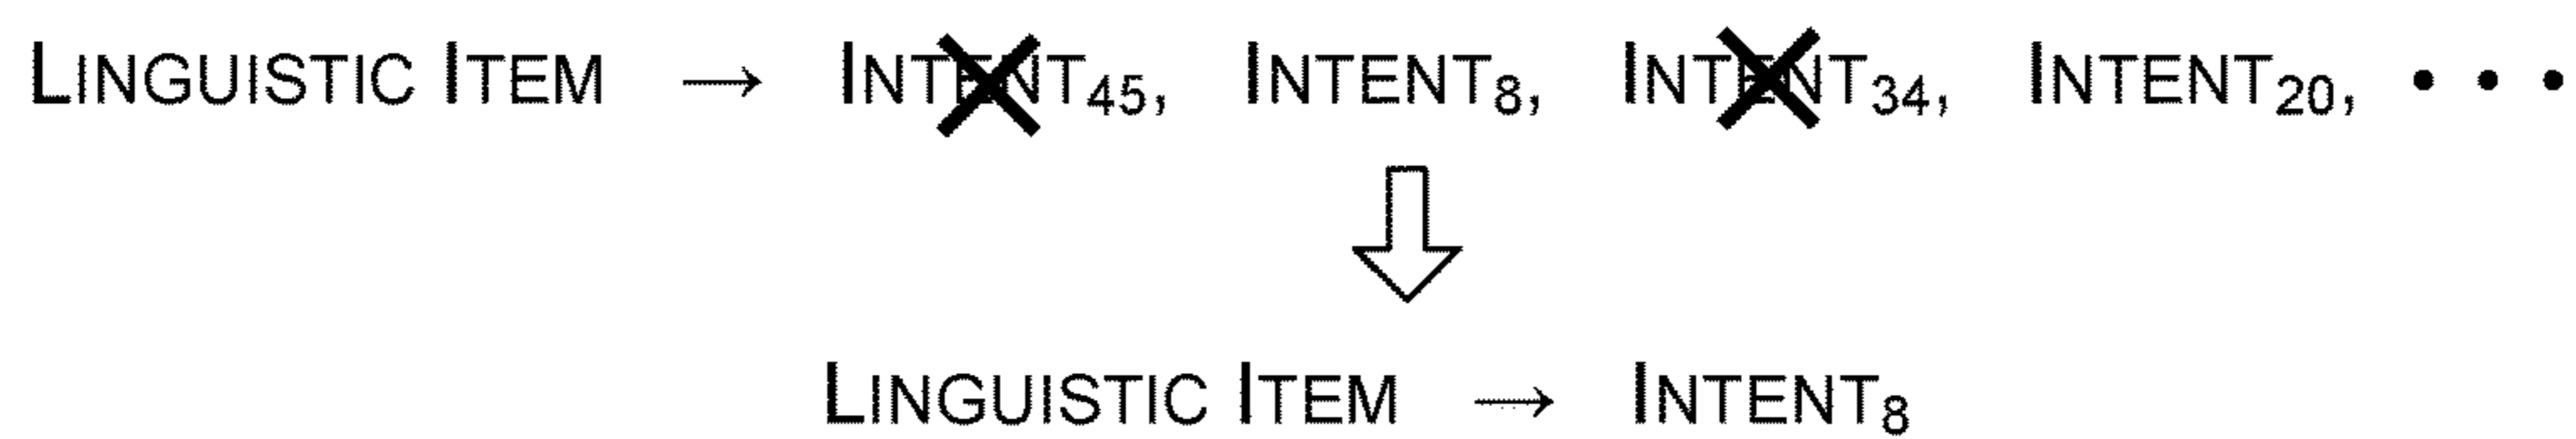 LINGUISTIC ITEM → INTENT₄₅, INTENT₈, INTENT₃₄, INTENT₂₀, • • •
LINGUISTIC ITEM → INTENT₈